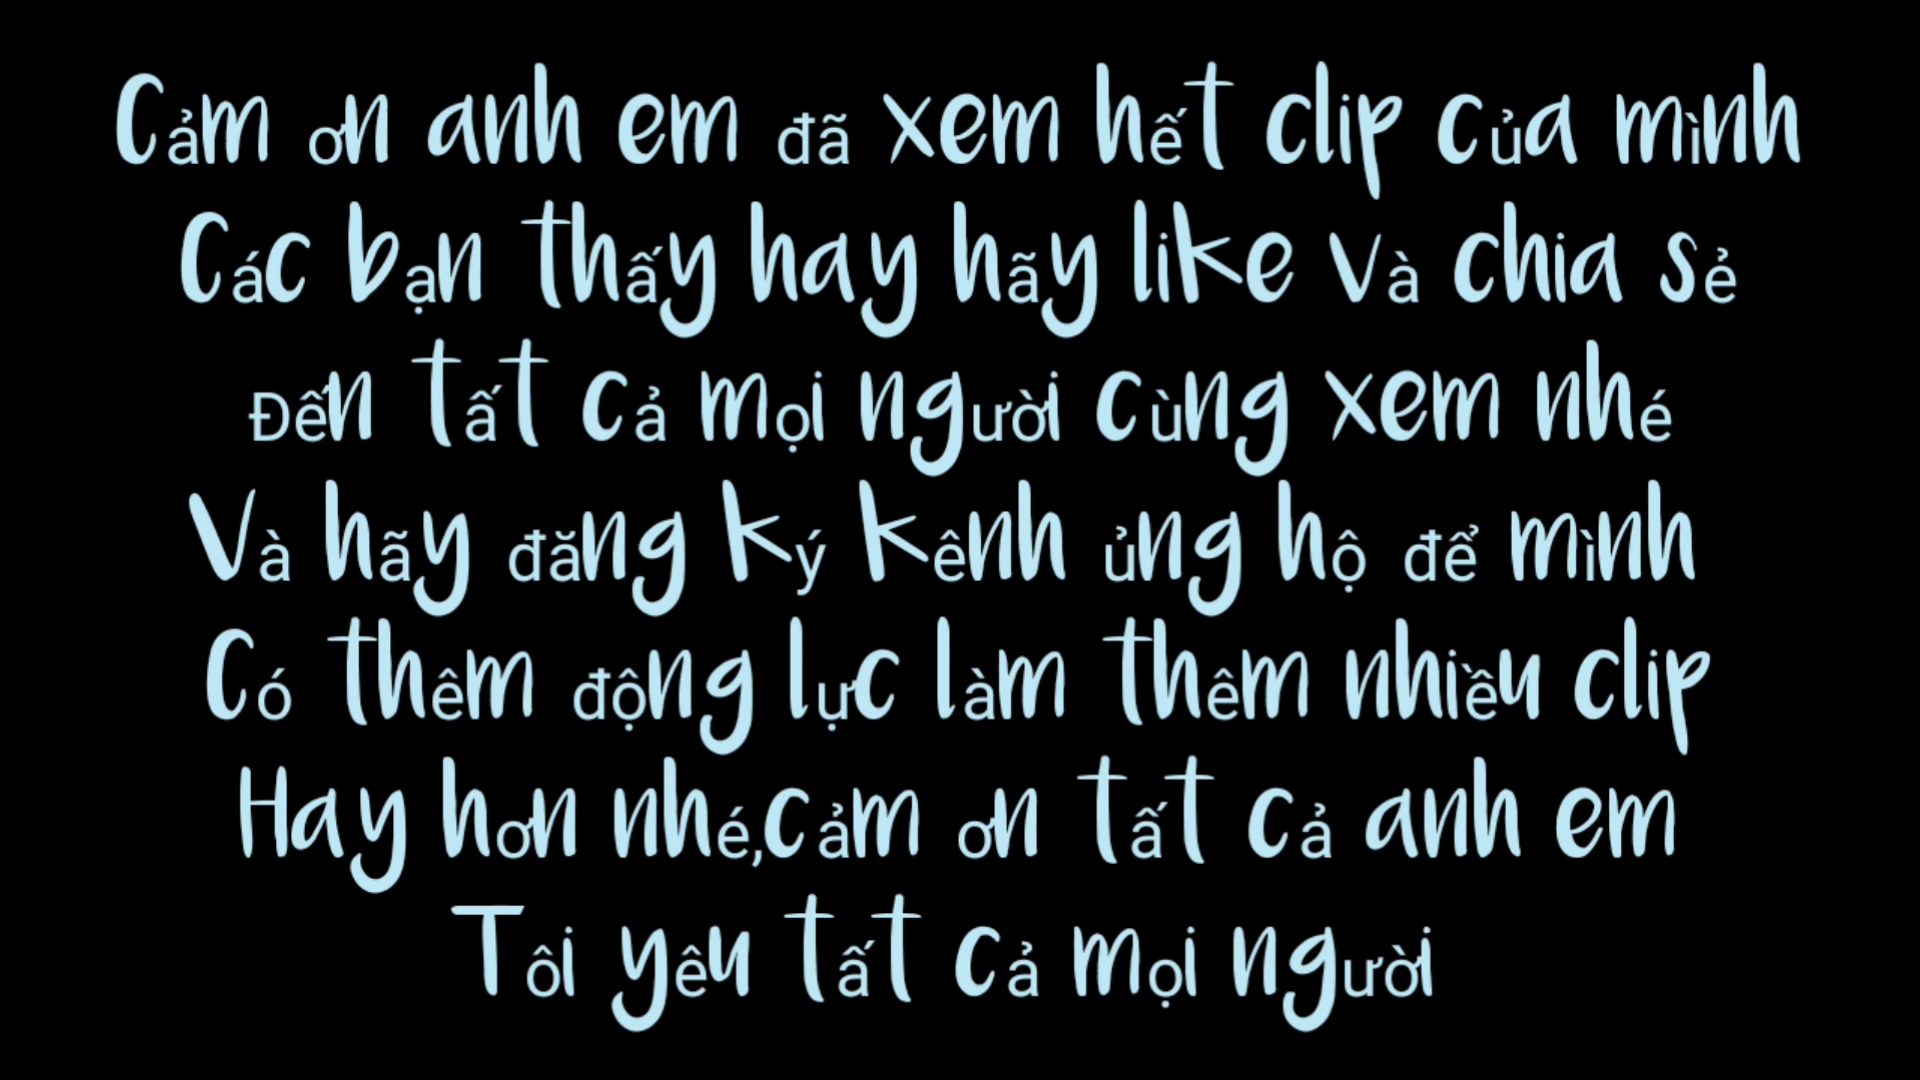 Cảm ơn anh em đã xem hết clip của mình
Các bạn thấy hay hãy like Và chia sẻ
Đến tất cả mọi người cùng xem nhé
Và hãy đăng ký kênh ủng hộ để mình
Có thêm động lực làm thêm nhiều clip
Hay hơn nhé,cảm ơn tất cả anh em
Tôi yêu tất cả mọi người